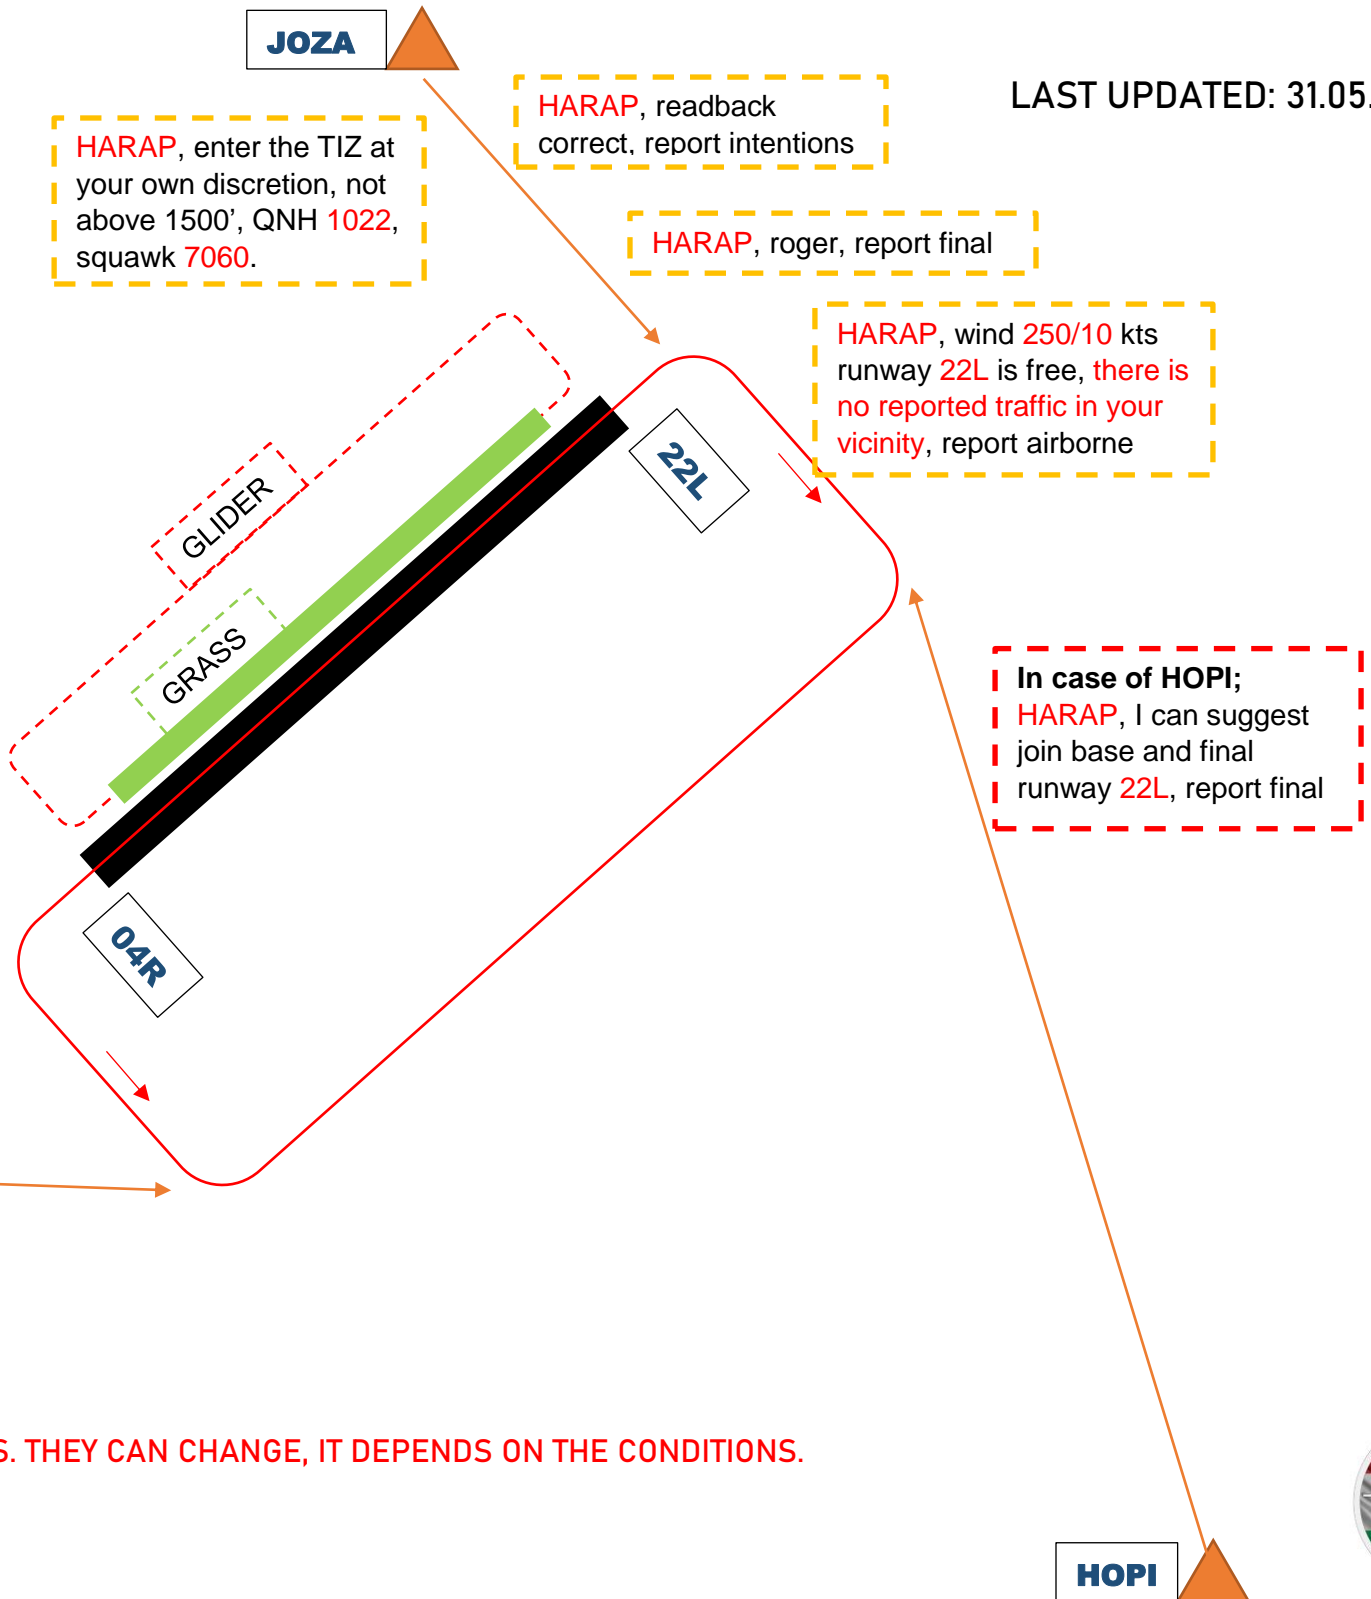 JOZA
LAST UPDATED: 31.05.
HARAP, readback
correct, report intentions
HARAP, enter the TIZ at
your own discretion, not
above 1500’, QNH 1022,
squawk 7060.
HARAP, roger, report final
HARAP, wind 250/10 kts
runway 22L is free, there is
no reported traffic in your
vicinity, report airborne
22L
GLIDER
GRASS
In case of HOPI;
HARAP, I can suggest
join base and final
runway 22L, report final
04R
S. THEY CAN CHANGE, IT DEPENDS ON THE CONDITIONS.
HOPI